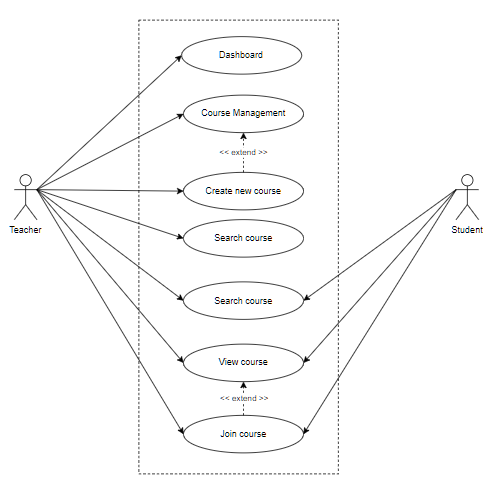 Dashboard
Course Management
<< extend >>
Create new course
Teacher
Student
Search course
Search course
View course
<< extend >>
Join course